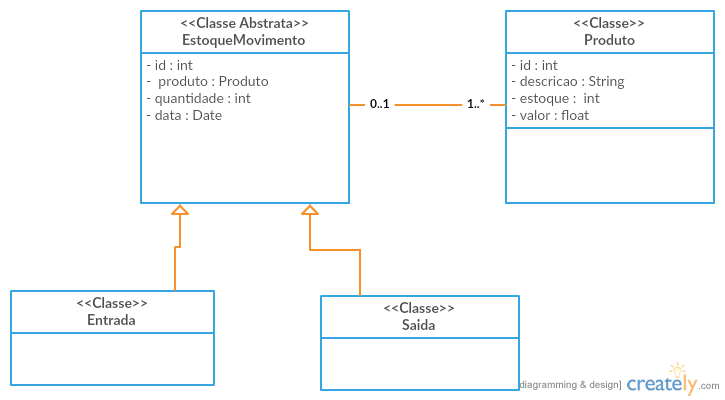 <<Classe Abstrata>>
EstoqueMovimento
- id : int
- produto : Produto
- quantidade : int
- data : Date
0..1
1..*
<<Classe>>
Produto
- id : int
- descricao : String
- estoque : int
- valor : float
<<Classe>>
Entrada
<<Classe>>
Saida
diagramming & design] creately.com